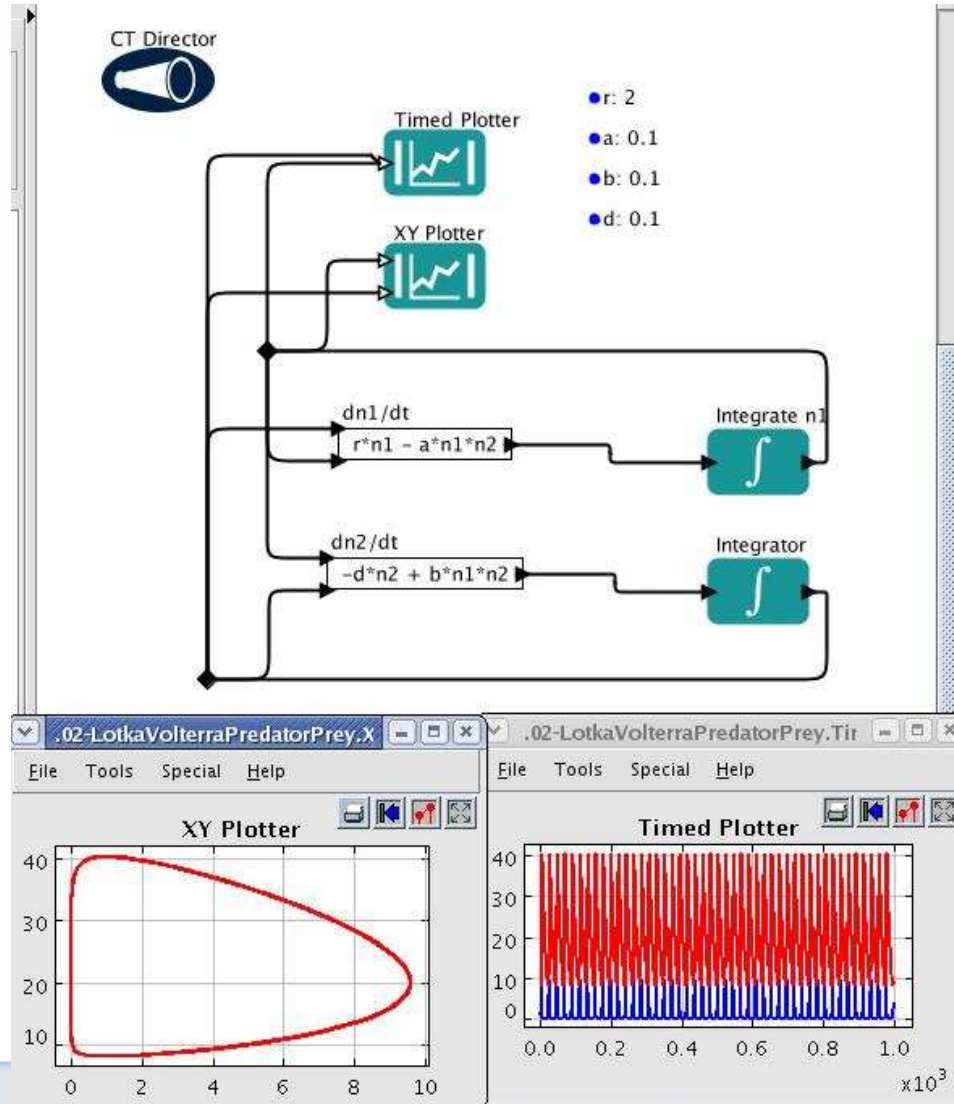 CT Director
Timed Plotter
r: 2
a: 0.1
b: 0.1
d: 0.1
XY Plotter
dn1/dt
r*n1 - a*n1*n2
Integrate n1
dn2/dt
-d*n2 + b*n1*n2
Integrator
.02-LotkaVolterraPredatorPrey.X
File Tools Special Help
XY Plotter
40
30
20
10
0 2 4 6 8 10
.02-LotkaVolterraPredatorPrey.Tir
File Tools Special Help
Timed Plotter
40
30
20
10
0
0.0 0.2 0.4 0.6 0.8 1.0
x10³